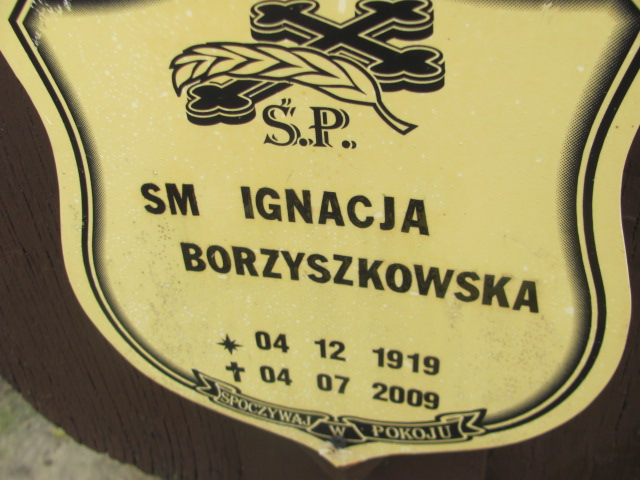 Ś.P.
SM IGNACJA
BORZYSZKOWSKA
04 12 1919
04 07 2009
SPOCZYWAJ W POKOJU